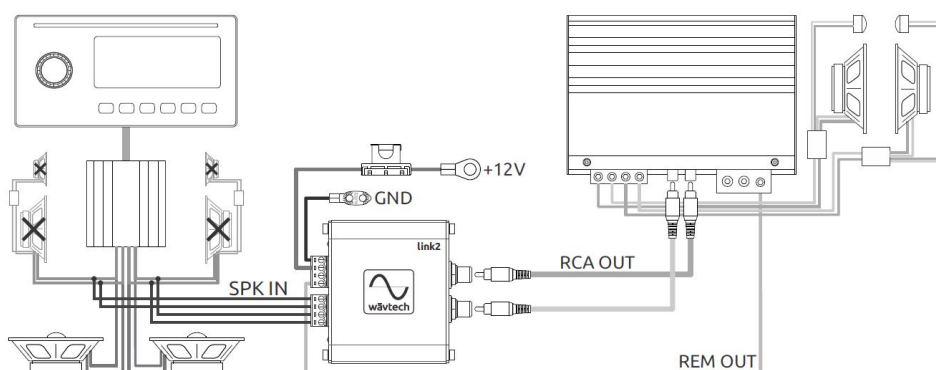 +12V
GND
link2
RCA OUT
SPK IN
wāvtech
REM OUT